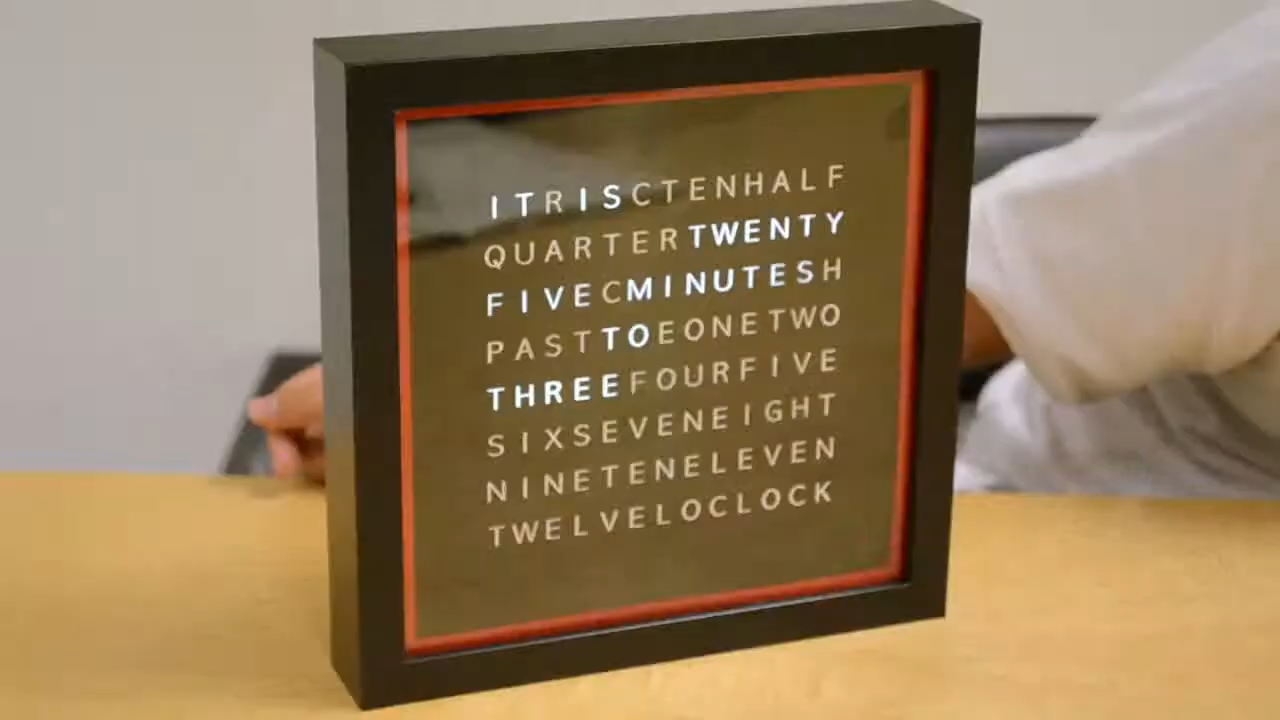 ITRISCTENHALF
QUARTERTWENTY
FIVECMINUTESH
PASTTOEONETWO
THREEFOURFIVE
SIXSEVENEIGHT
NINETENELEVEN
TWELVELOCLOCK